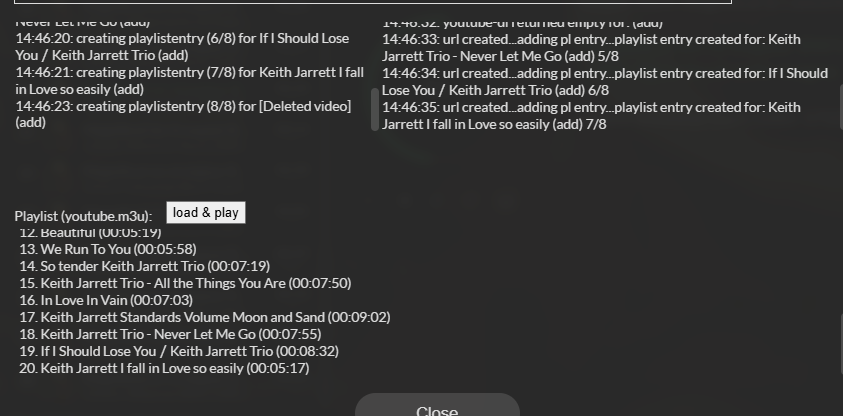 Never Let Me Go (add)
14:46:20: creating playlistentry (6/8) for If I Should Lose
You / Keith Jarrett Trio (add)
14:46:21: creating playlistentry (7/8) for Keith Jarrett I fall
in Love so easily (add)
14:46:23: creating playlistentry (8/8) for [Deleted video]
(add)
14:46:32: youtube-dl returned empty for: (add)
14:46:33: url created...adding pl entry...playlist entry created for: Keith
Jarrett Trio - Never Let Me Go (add) 5/8
14:46:34: url created...adding pl entry...playlist entry created for: If I Should
Lose You / Keith Jarrett Trio (add) 6/8
14:46:35: url created...adding pl entry...playlist entry created for: Keith
Jarrett I fall in Love so easily (add) 7/8
Playlist (youtube.m3u): load & play
12. Beautiful (00:05:19)
13. We Run To You (00:05:58)
14. So tender Keith Jarrett Trio (00:07:19)
15. Keith Jarrett Trio - All the Things You Are (00:07:50)
16. In Love In Vain (00:07:03)
17. Keith Jarrett Standards Volume Moon and Sand (00:09:02)
18. Keith Jarrett Trio - Never Let Me Go (00:07:55)
19. If I Should Lose You / Keith Jarrett Trio (00:08:32)
20. Keith Jarrett I fall in Love so easily (00:05:17)
Close